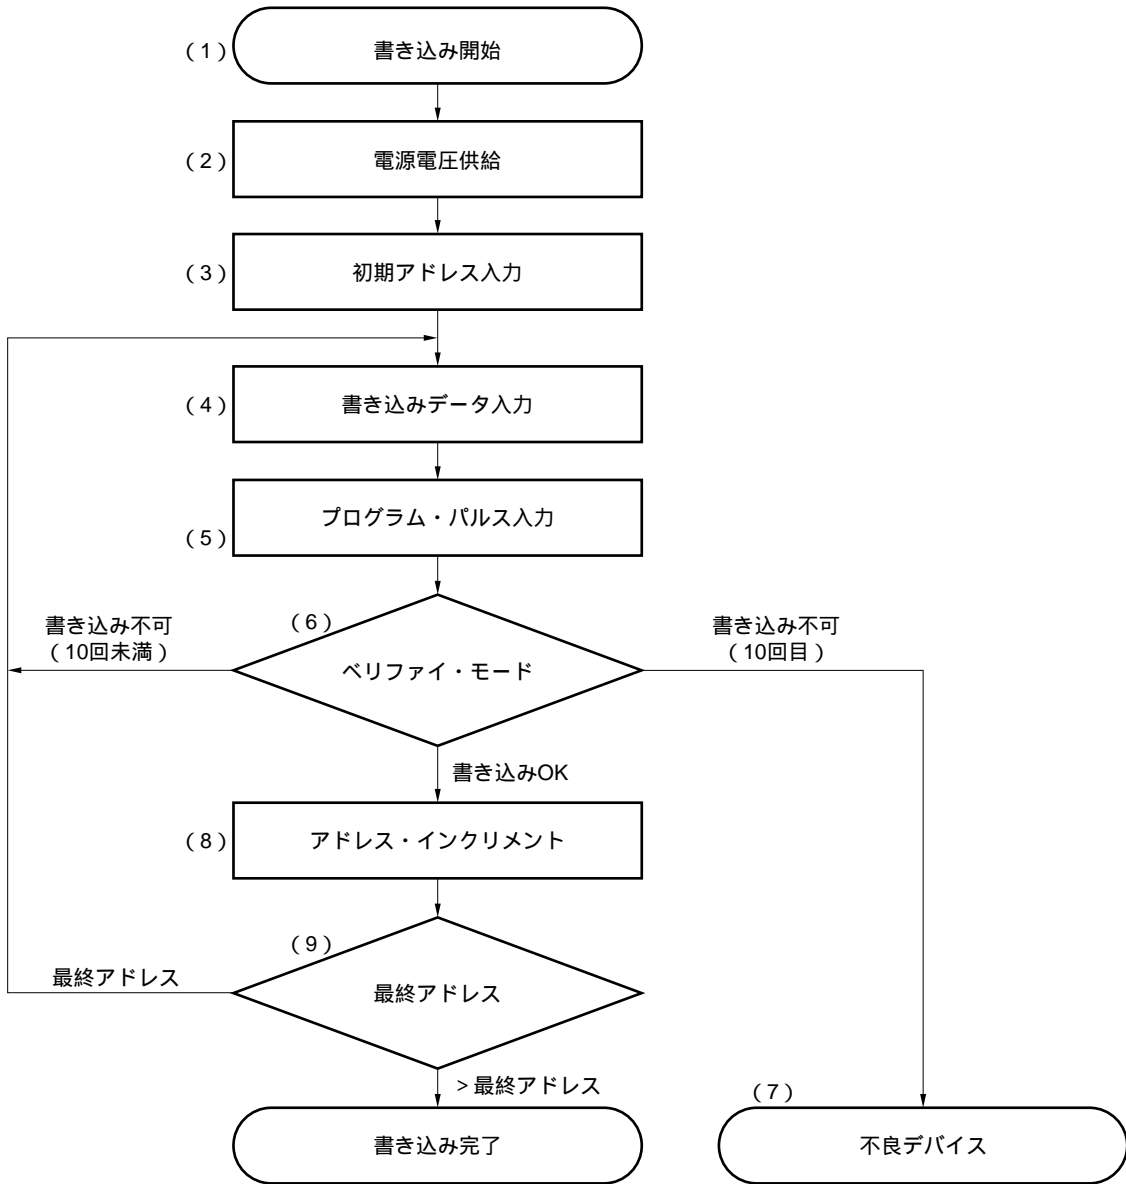 （1）
書き込み開始
（2）
電源電圧供給
（3）
初期アドレス入力
（4）
書き込みデータ入力
（5）
プログラム・パルス入力
（6）
書き込み不可
（10回未満）
ベリファイ・モード
書き込み不可
（10回目）
書き込みOK
（8）
アドレス・インクリメント
（9）
最終アドレス
最終アドレス
＞最終アドレス
書き込み完了
（7）
不良デバイス